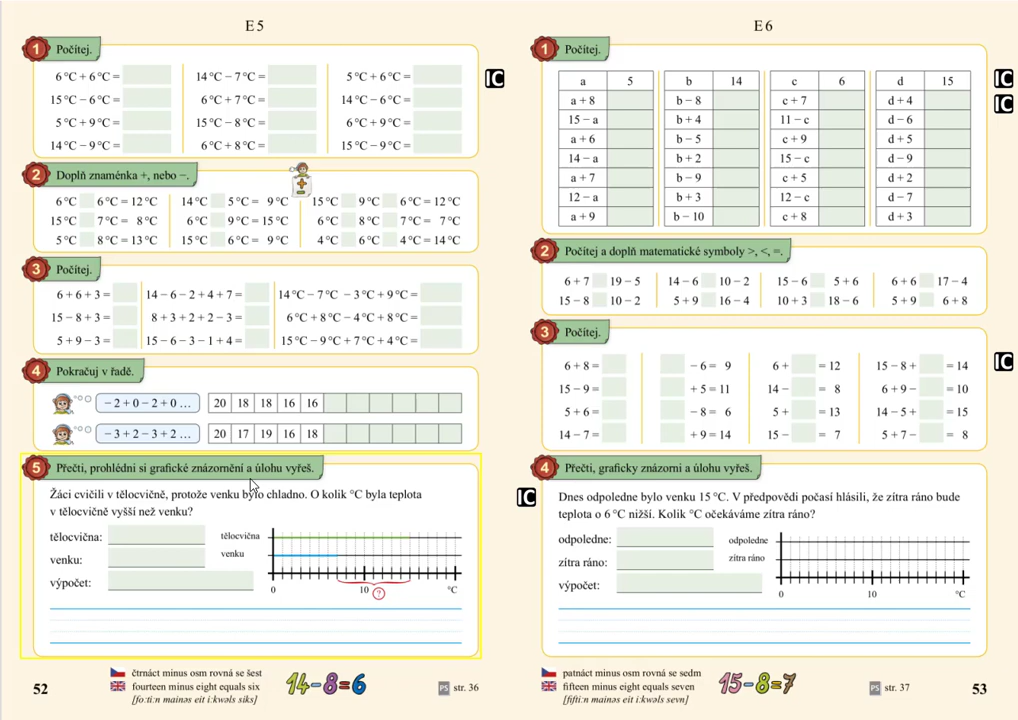 E 5
1 Počítej.
6 °C + 6 °C =
14 °C − 7 °C =
5 °C + 6 °C =
15 °C − 6 °C =
6 °C + 7 °C =
14 °C − 6 °C =
5 °C + 9 °C =
15 °C − 8 °C =
6 °C + 9 °C =
14 °C − 9 °C =
6 °C + 8 °C =
15 °C − 9 °C =
IC
2 Doplň znaménka +, nebo −.
6 °C 6 °C = 12 °C
14 °C 5 °C = 9 °C
15 °C 9 °C 6 °C = 12 °C
15 °C 7 °C = 8 °C
6 °C 9 °C = 15 °C
6 °C 8 °C 7 °C = 7 °C
5 °C 8 °C = 13 °C
15 °C 6 °C = 9 °C
4 °C 6 °C 4 °C = 14 °C
3 Počítej.
6 + 6 + 3 =
14 − 6 − 2 + 4 + 7 =
14 °C − 7 °C − 3 °C + 9 °C =
15 − 8 + 3 =
8 + 3 + 2 + 2 − 3 =
6 °C + 8 °C − 4 °C + 8 °C =
5 + 9 − 3 =
15 − 6 − 3 − 1 + 4 =
15 °C − 9 °C + 7 °C + 4 °C =
4 Pokračuj v řadě.
− 2 + 0 − 2 + 0 …
20 18 18 16 16
− 3 + 2 − 3 + 2 …
20 17 19 16 18
5 Přečti, prohlédni si grafické znázornění a úlohu vyřeš.
Žáci cvičili v tělocvičně, protože venku bylo chladno. O kolik °C byla teplota
v tělocvičně vyšší než venku?
tělocvična:
venku:
výpočet:
tělocvična
venku
0 10 °C
?
čtrnáct minus osm rovná se šest
fourteen minus eight equals six
[fo:ti:n mainəs eit i:kwəls siks]
14-8=6
52
PS str. 36
E 6
1 Počítej.
a 5 b 14 c 6 d 15
a + 8 b − 8 c + 7 d + 4
15 − a b + 4 11 − c d − 6
a + 6 b − 5 c + 9 d + 5
14 − a b + 2 15 − c d − 9
a + 7 b − 9 c + 5 d + 2
12 − a b + 3 12 − c d − 7
a + 9 b − 10 c + 8 d + 3
IC
IC
2 Počítej a doplň matematické symboly >, <, =.
6 + 7 19 − 5
14 − 6 10 − 2
15 − 6 5 + 6
6 + 6 17 − 4
15 − 8 10 − 2
5 + 9 16 − 4
10 + 3 18 − 6
5 + 9 6 + 8
3 Počítej.
6 + 8 =
− 6 = 9
6 + = 12
15 − 8 + = 14
15 − 9 =
+ 5 = 11
14 − = 8
6 + 9 − = 10
5 + 6 =
− 8 = 6
5 + = 13
14 − 5 + = 15
14 − 7 =
+ 9 = 14
15 − = 7
5 + 7 − = 8
IC
4 Přečti, graficky znázorni a úlohu vyřeš.
IC
Dnes odpoledne bylo venku 15 °C. V předpovědi počasí hlásili, že zítra ráno bude
teplota o 6 °C nižší. Kolik °C očekáváme zítra ráno?
odpoledne:
zítra ráno:
výpočet:
odpoledne
zítra ráno
0 10 °C
patnáct minus osm rovná se sedm
fifteen minus eight equals seven
[fifti:n mainəs eit i:kwəls sevn]
15-8=7
PS str. 37
53